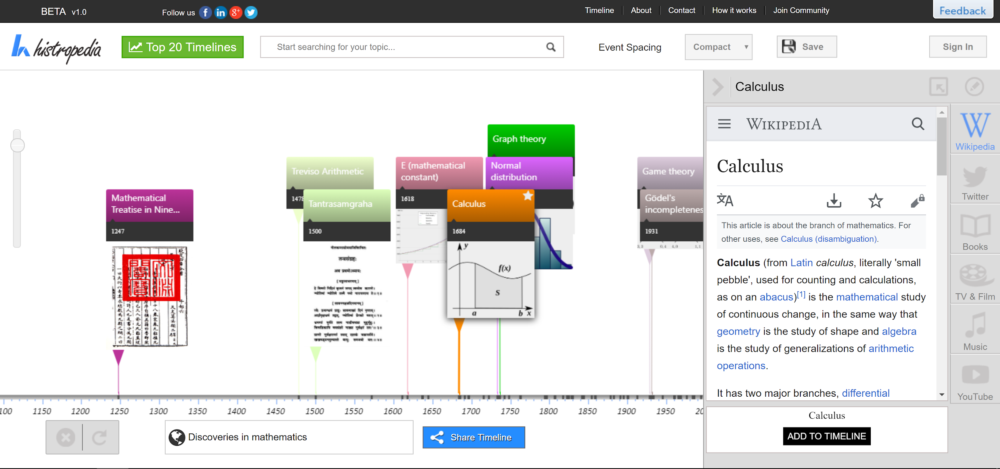 BETA v1.0
Follow us
Timeline
About
Contact
How it works
Join Community
Feedback
histropedia
Top 20 Timelines
Start searching for your topic...
Event Spacing
Compact
Save
Sign In
Graph theory
Treviso Arithmetic
1478
E (mathematical
constant)
1618
Normal
distribution
Game theory
Mathematical
Treatise in Nine...
1247
Tantrasamgraha
1500
Calculus
1684
y
f(x)
S
a
b
x
Gödel's
incompletenes
1931
100 1150 1200 1250 1300 1350 1400 1450 1500 1550 1600 1650 1700 1750 1800 1850 1900 1950 20
Discoveries in mathematics
Share Timeline
Calculus
WIKIPEDIA
Calculus
This article is about the branch of mathematics. For
other uses, see Calculus (disambiguation).
Calculus (from Latin calculus, literally 'small
pebble', used for counting and calculations,
as on an abacus)[1] is the mathematical study
of continuous change, in the same way that
geometry is the study of shape and algebra
is the study of generalizations of arithmetic
operations.
It has two major branches, differential
Calculus
ADD TO TIMELINE
Wikipedia
Twitter
Books
TV & Film
Music
YouTube